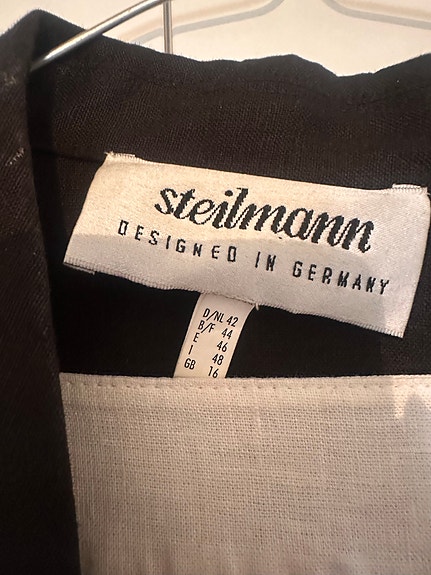 steilmann
DESIGNED IN GERMANY
D/NL 42
B/F 44
E 46
I 48
GB 16